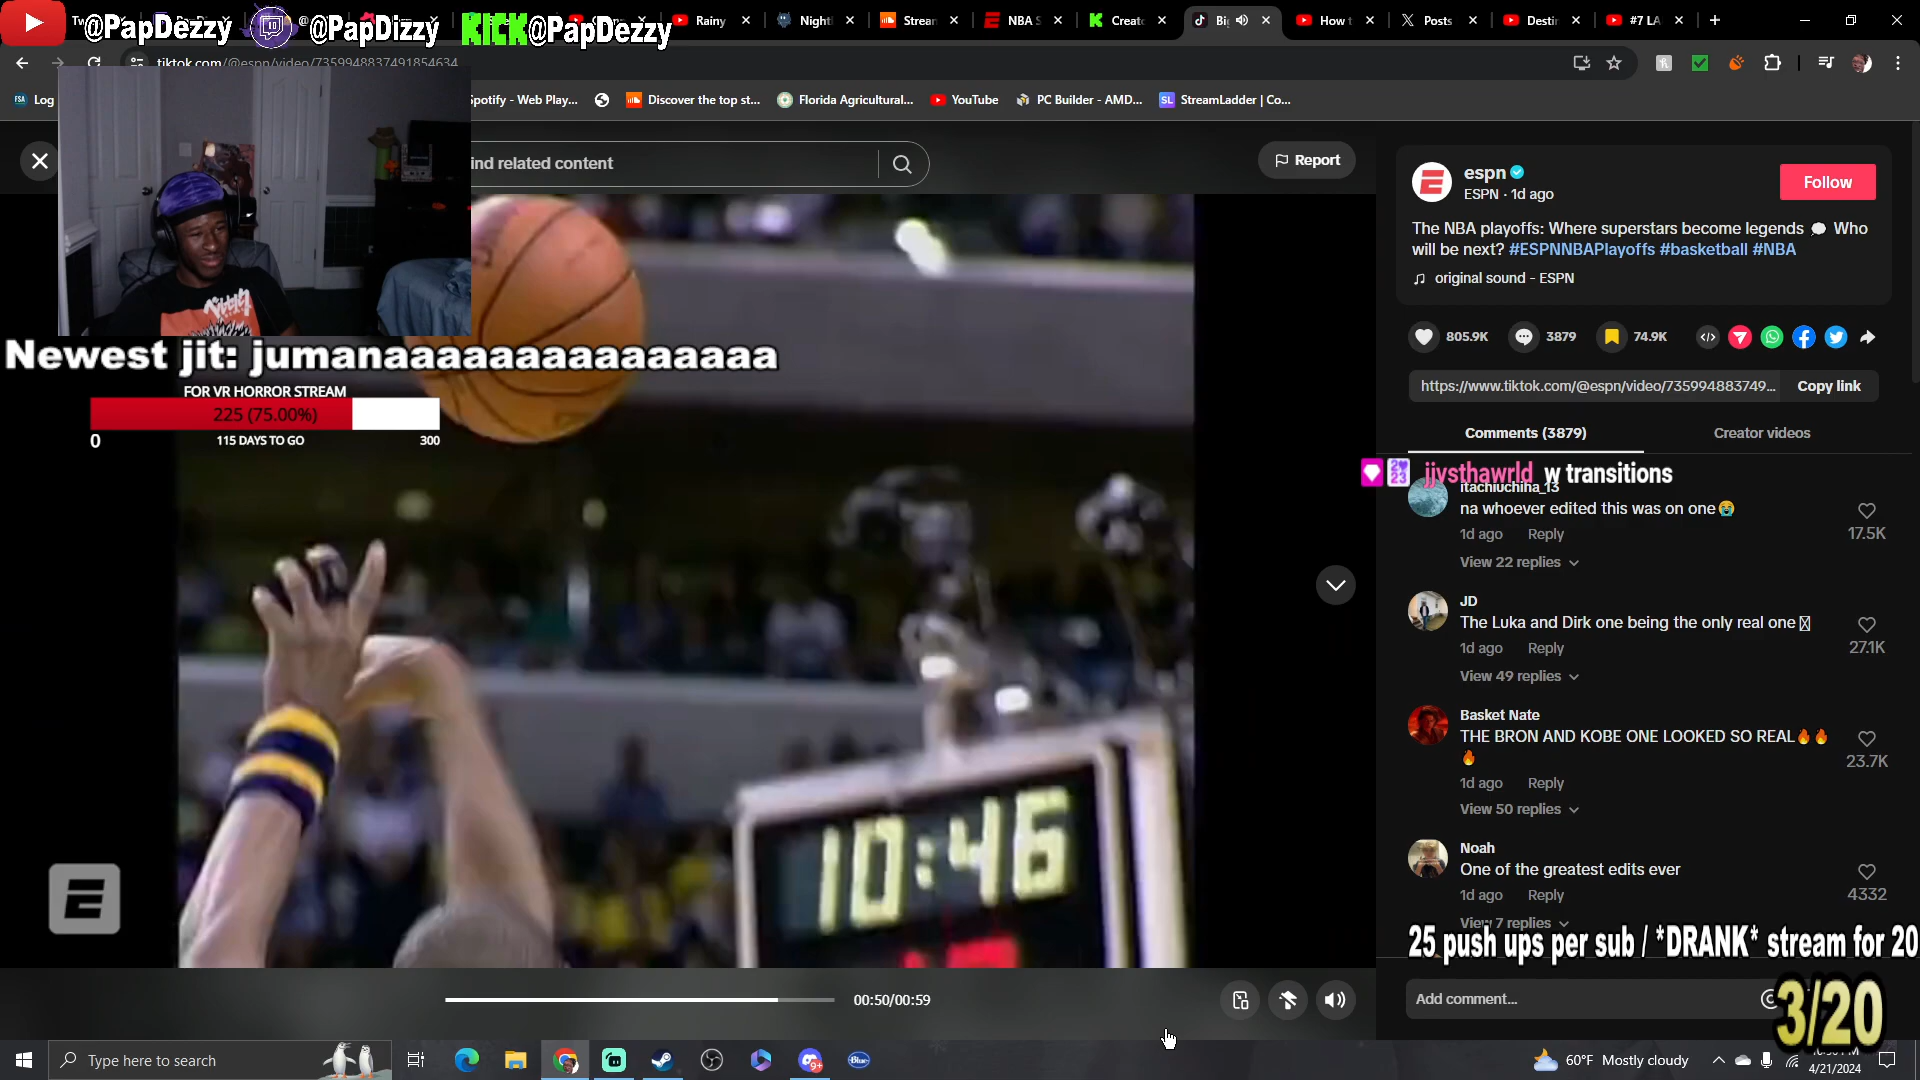 @PapDezzy @PapDizzy KICK@PapDezzy
Rainy
Night
Stream
NBA S
Creato
Big
How t
Posts
Desti
#7 LA
tiktok.com/@espn/video/7359948837491854634
Log
Spotify - Web Play...
Discover the top st...
Florida Agricultural...
YouTube
PC Builder - AMD...
StreamLadder | Co...
ind related content
Report
espn
ESPN · 1d ago
Follow
The NBA playoffs: Where superstars become legends 💭 Who
will be next? #ESPNNBAPlayoffs #basketball #NBA
original sound - ESPN
805.9K
3879
74.9K
https://www.tiktok.com/@espn/video/735994883749...
Copy link
Comments (3879)
Creator videos
jjvsthawrld w transitions
itachiuchiha_13
na whoever edited this was on one😭
1d ago Reply
17.5K
View 22 replies
JD
The Luka and Dirk one being the only real one
1d ago Reply
27.1K
View 49 replies
Basket Nate
THE BRON AND KOBE ONE LOOKED SO REAL🔥🔥
🔥
1d ago Reply
23.7K
View 50 replies
Noah
One of the greatest edits ever
1d ago Reply
4332
View 7 replies
25 push ups per sub / *DRANK* stream for 20
Add comment...
3/20
Newest jit: jumanaaaaaaaaaaaaaaaa
FOR VR HORROR STREAM
225 (75.00%)
0
115 DAYS TO GO
300
10:46
E
00:50/00:59
Type here to search
9+
Blue
60°F Mostly cloudy
4/21/2024